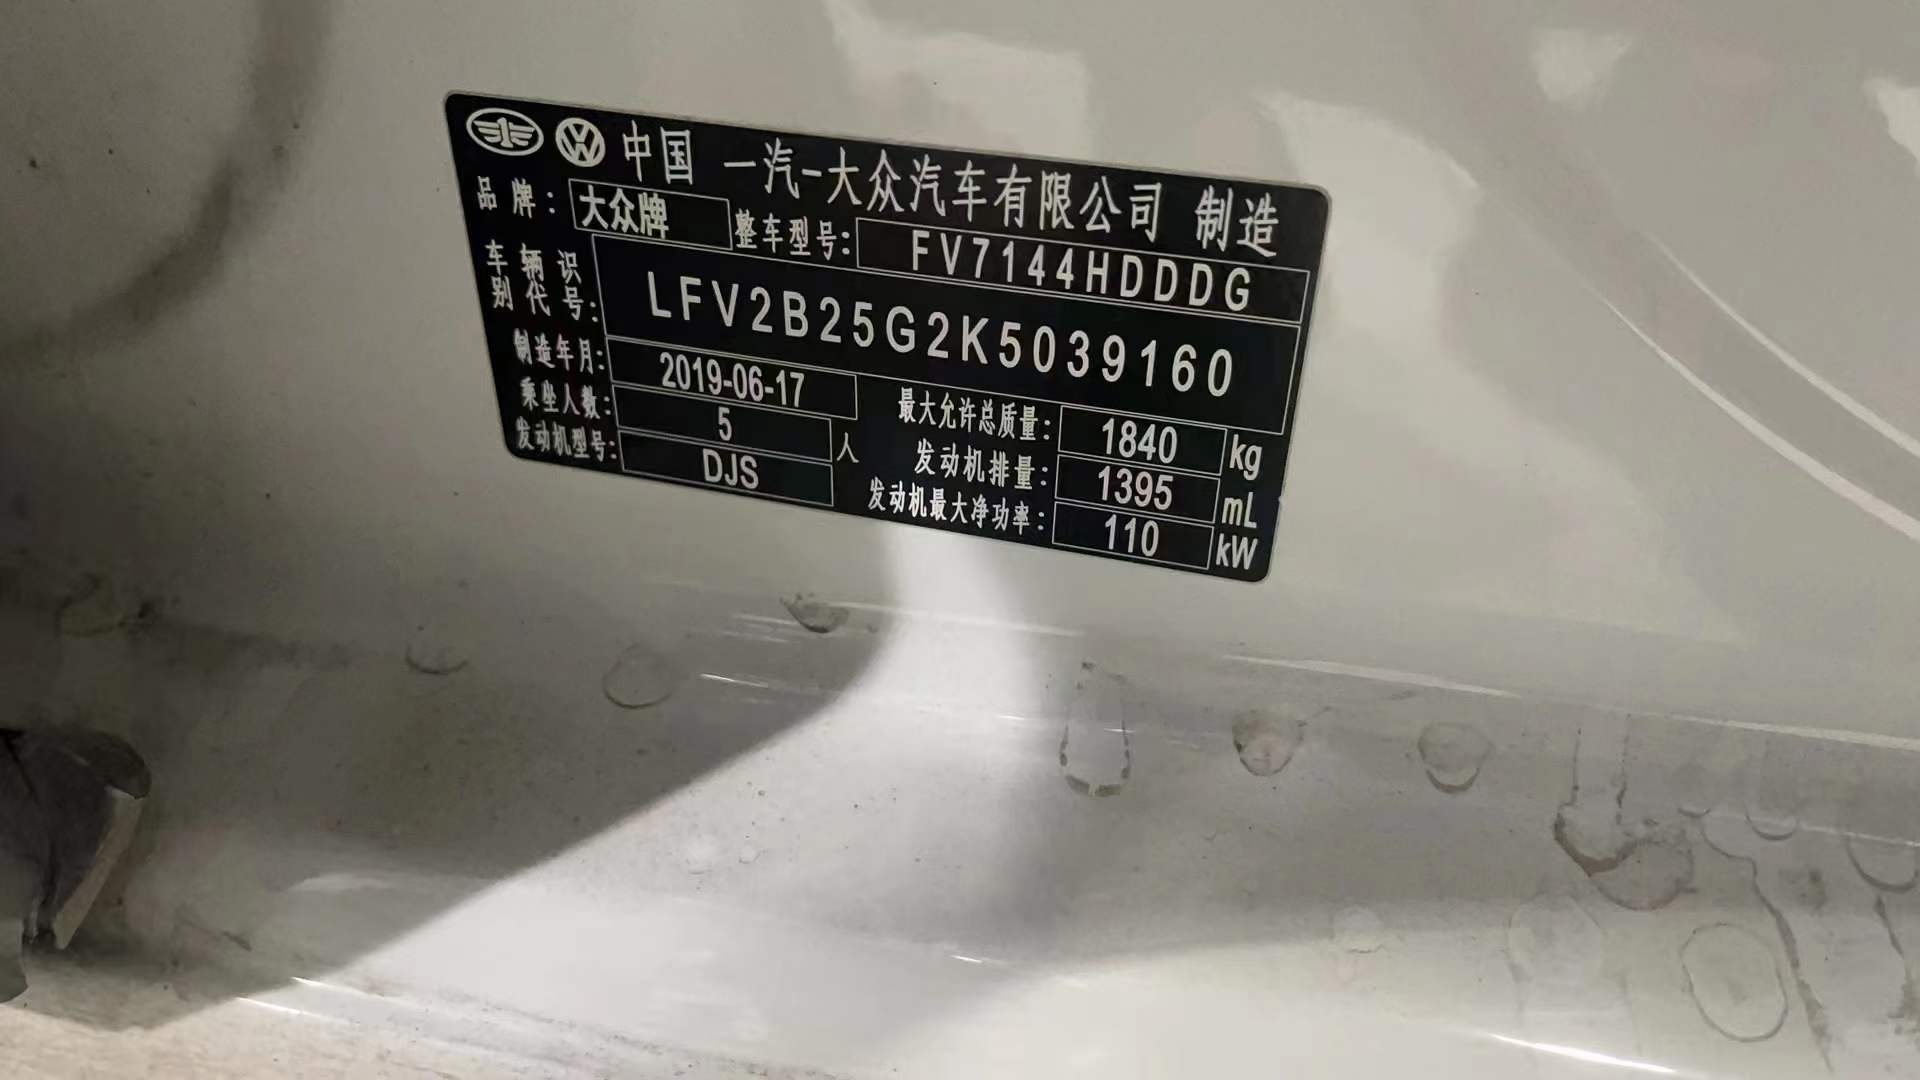 中国 一汽-大众汽车有限公司 制造
品牌: 大众牌 整车型号: FV7144HDDDG
车辆识别代号: LFV2B25G2K5039160
制造年月: 2019-06-17
乘坐人数: 5 人 最大允许总质量: 1840 kg
发动机型号: DJS 发动机排量: 1395 mL
发动机最大净功率: 110 kW